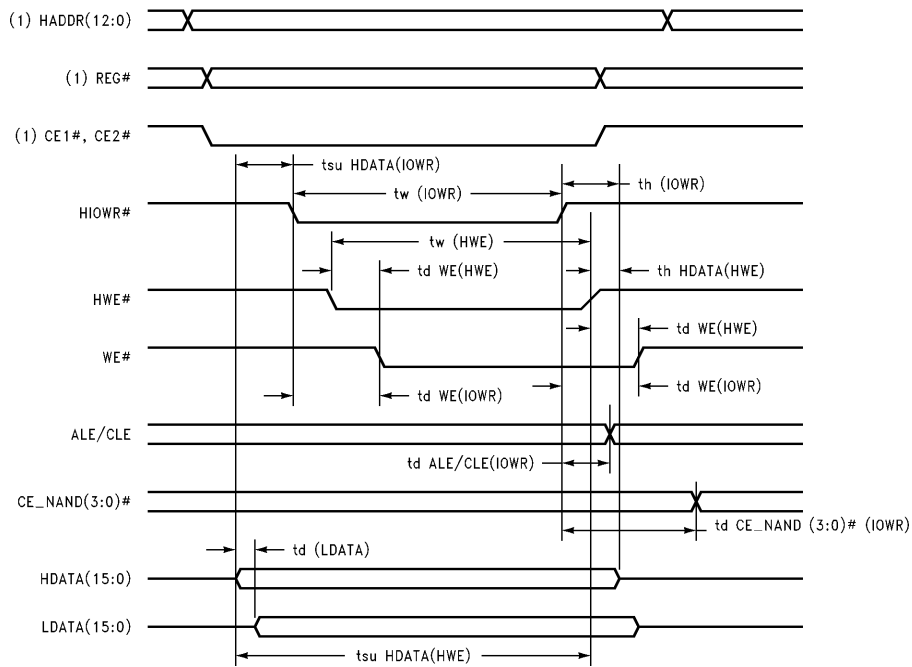 (1) HADDR(12:0)
(1) REG#
(1) CE1#, CE2#
tsu HDATA(IOWR)
tw (IOWR)
th (IOWR)
HIOWR#
tw (HWE)
td WE(HWE)
th HDATA(HWE)
HWE#
td WE(HWE)
WE#
td WE(IOWR)
td WE(IOWR)
ALE/CLE
td ALE/CLE(IOWR)
CE_NAND(3:0)#
td CE_NAND (3:0)# (IOWR)
td (LDATA)
HDATA(15:0)
LDATA(15:0)
tsu HDATA(HWE)